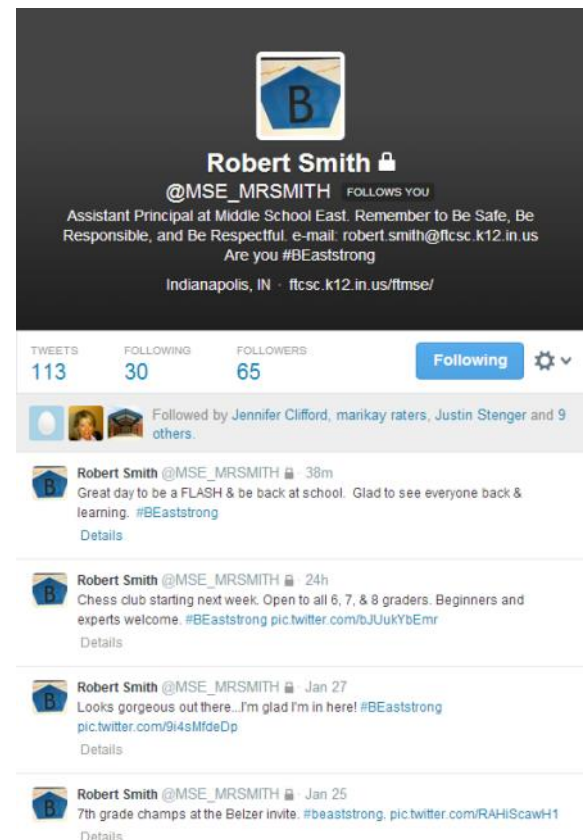 B
Robert Smith
@MSE_MRSMITH FOLLOWS YOU
Assistant Principal at Middle School East. Remember to Be Safe, Be
Responsible, and Be Respectful. e-mail: robert.smith@ftcsc.k12.in.us
Are you #BEaststrong
Indianapolis, IN · ftcsc.k12.in.us/ftmse/
TWEETS FOLLOWING FOLLOWERS
113 30 65 Following
Followed by Jennifer Clifford, marikay raters, Justin Stenger and 9
others.
B
Robert Smith @MSE_MRSMITH · 38m
Great day to be a FLASH & be back at school. Glad to see everyone back &
learning. #BEaststrong
Details
B
Robert Smith @MSE_MRSMITH · 24h
Chess club starting next week. Open to all 6, 7, & 8 graders. Beginners and
experts welcome. #BEaststrong pic.twitter.com/bJUukYbEmr
Details
B
Robert Smith @MSE_MRSMITH · Jan 27
Looks gorgeous out there...I'm glad I'm in here! #BEaststrong
pic.twitter.com/9i4sMfdeDp
Details
B
Robert Smith @MSE_MRSMITH · Jan 25
7th grade champs at the Belzer invite. #beaststrong. pic.twitter.com/RAHiScawH1
Details